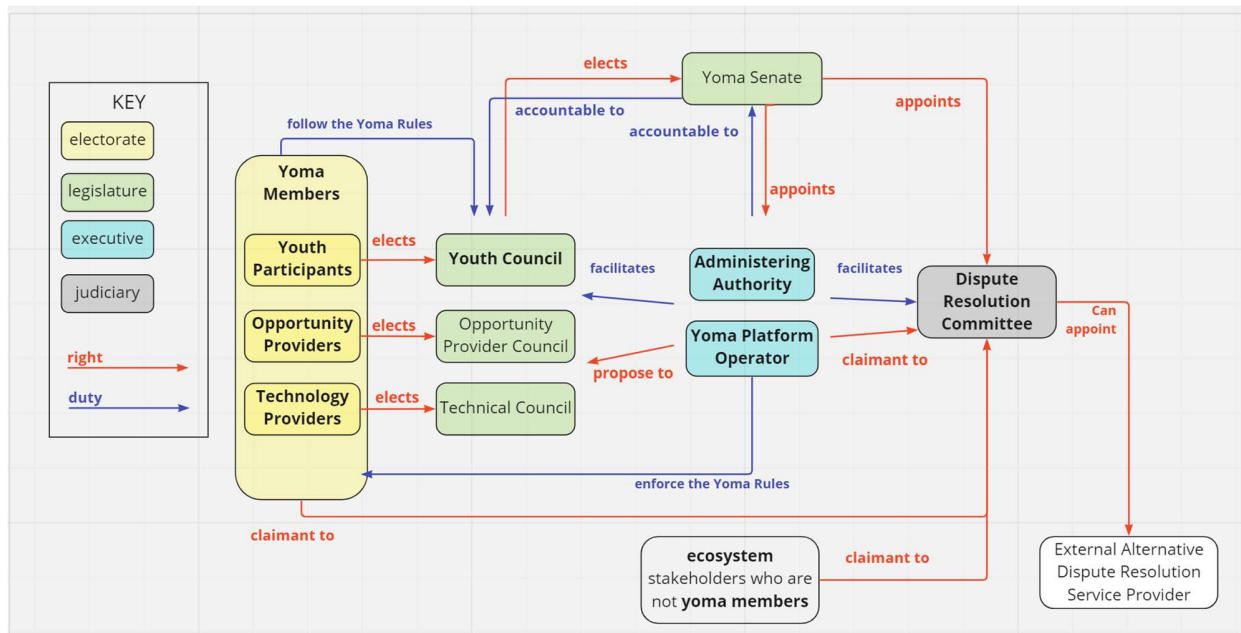 KEY
electorate
legislature
executive
judiciary
right
duty
follow the Yoma Rules
Yoma
Members
Youth
Participants
Opportunity
Providers
Technology
Providers
elects
elects
elects
Youth Council
Opportunity
Provider Council
Technical Council
elects
accountable to
Yoma Senate
accountable to
appoints
appoints
facilitates
Administering
Authority
facilitates
Yoma Platform
Operator
propose to
claimant to
Dispute
Resolution
Committee
Can
appoint
enforce the Yoma Rules
claimant to
ecosystem
stakeholders who are
not yoma members
claimant to
External Alternative
Dispute Resolution
Service Provider